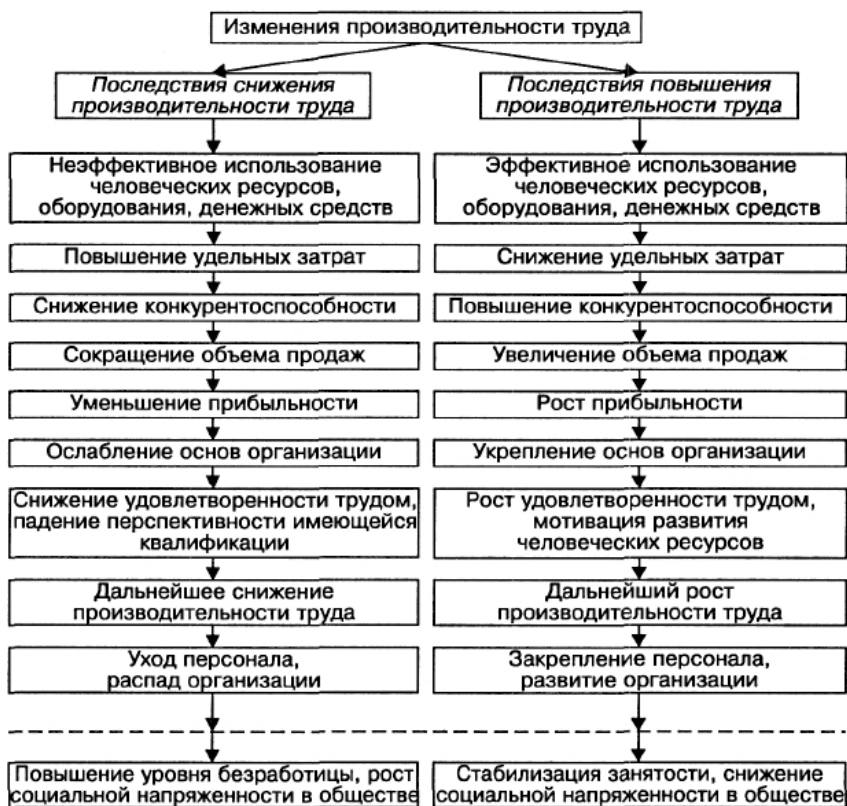 Изменения производительности труда
Последствия снижения
производительности труда
Неэффективное использование
человеческих ресурсов,
оборудования, денежных средств
Повышение удельных затрат
Снижение конкурентоспособности
Сокращение объема продаж
Уменьшение прибыльности
Ослабление основ организации
Снижение удовлетворенности трудом,
падение перспективности имеющейся
квалификации
Дальнейшее снижение
производительности труда
Уход персонала,
распад организации
Повышение уровня безработицы, рост
социальной напряженности в обществе
Последствия повышения
производительности труда
Эффективное использование
человеческих ресурсов,
оборудования, денежных средств
Снижение удельных затрат
Повышение конкурентоспособности
Увеличение объема продаж
Рост прибыльности
Укрепление основ организации
Рост удовлетворенности трудом,
мотивация развития
человеческих ресурсов
Дальнейший рост
производительности труда
Закрепление персонала,
развитие организации
Стабилизация занятости, снижение
социальной напряженности в обществе